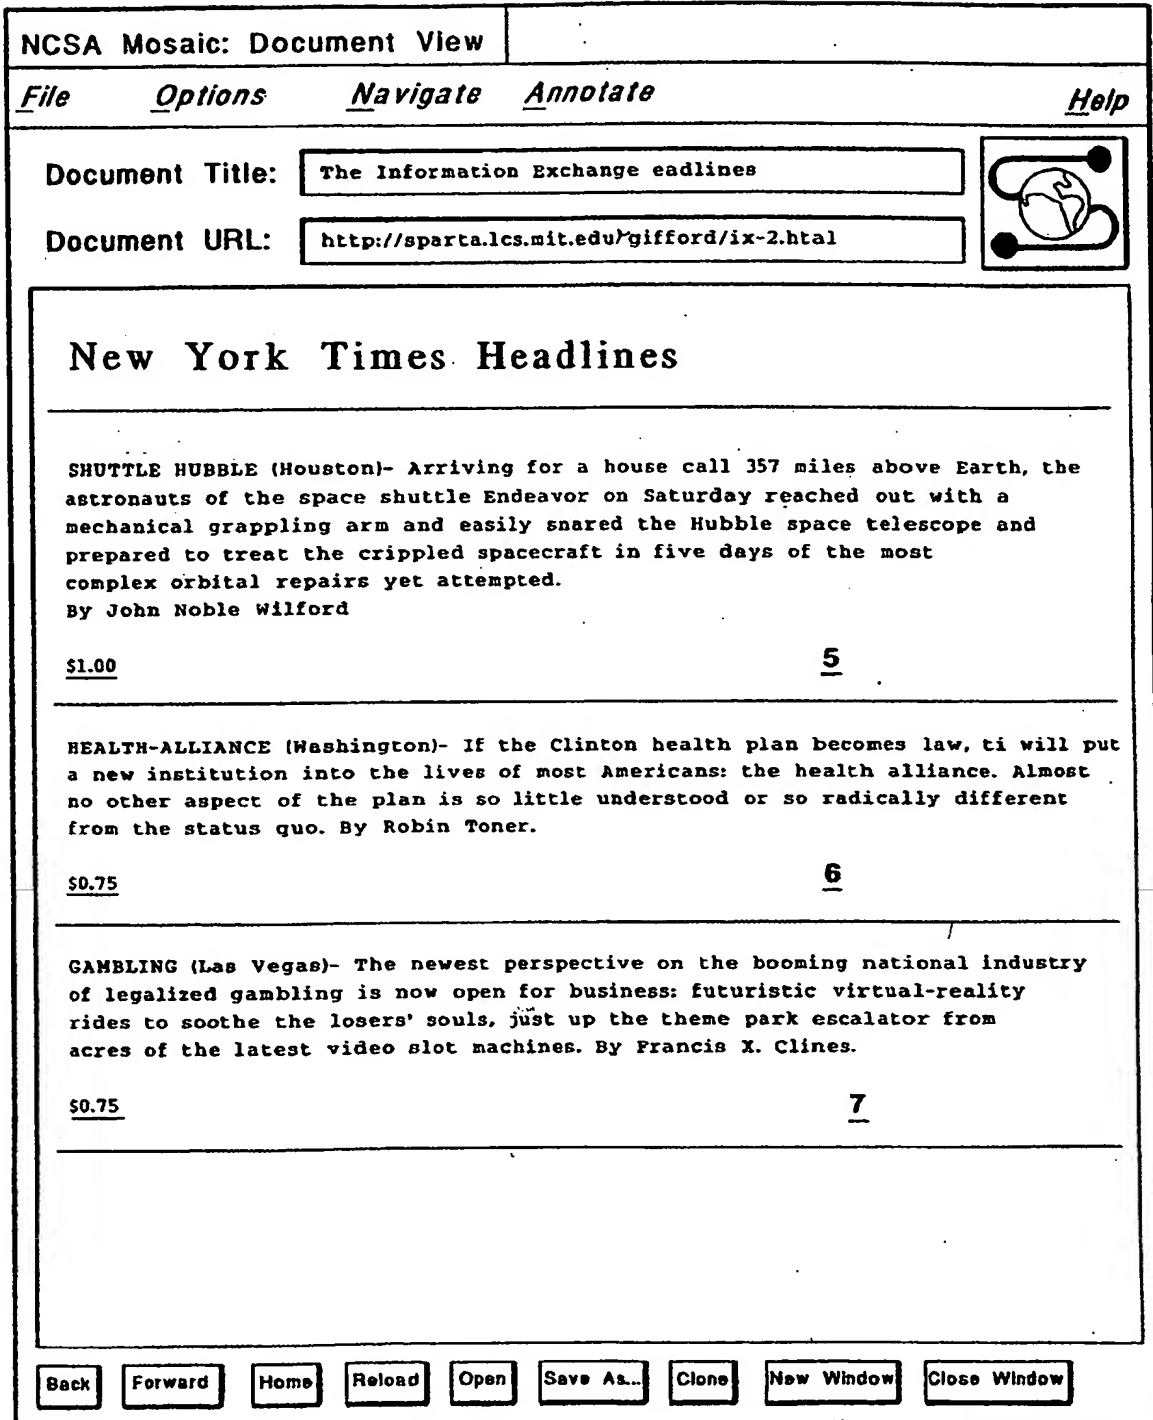 NCSA Mosaic: Document View
File Options Navigate Annotate Help
Document Title: The Information Exchange eadlines
Document URL: http://sparta.lcs.mit.edu/~gifford/ix-2.htal
New York Times Headlines
SHUTTLE HUBBLE (Houston)- Arriving for a house call 357 miles above Earth, the
astronauts of the space shuttle Endeavor on Saturday reached out with a
mechanical grappling arm and easily snared the Hubble space telescope and
prepared to treat the crippled spacecraft in five days of the most
complex orbital repairs yet attempted.
By John Noble Wilford
$1.00 5
HEALTH-ALLIANCE (Washington)- If the Clinton health plan becomes law, ti will put
a new institution into the lives of most Americans: the health alliance. Almost
no other aspect of the plan is so little understood or so radically different
from the status quo. By Robin Toner.
$0.75 6
GAMBLING (Las Vegas)- The newest perspective on the booming national industry
of legalized gambling is now open for business: futuristic virtual-reality
rides to soothe the losers' souls, just up the theme park escalator from
acres of the latest video slot machines. By Francis X. Clines.
$0.75 7
Back Forward Home Reload Open Save As... Clone New Window Close Window